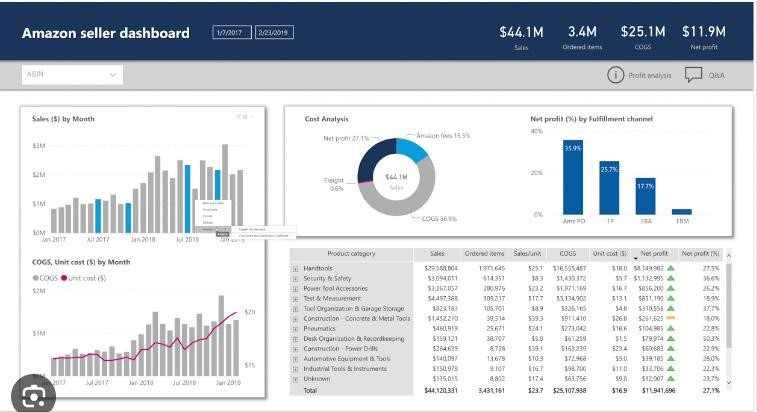 Amazon seller dashboard
1/7/2017 2/23/2019
$44.1M 3.4M $25.1M $11.9M
Sales Ordered items COGS Net profit
ASIN
Profit analysis Q&A
Sales ($) by Month
$3M
$2M
$1M
$0M
Jan 2017 Jul 2017 Jan 2018 Jul 2018 Jan 2019
COGS, Unit cost ($) by Month
COGS Unit cost ($)
$2M
$1M
$20
$15
Jan 2017 Jul 2017 Jan 2018 Jul 2018 Jan 2019
Cost Analysis
Net profit 27.1%
Amazon fees 15.5%
Freight
0.6%
$44.1M
Sales
COGS 56.9%
Net profit (%) by Fulfillment channel
40%
20%
0%
35.9%
25.7%
17.7%
Amz PO FP FBA FBM
Product category Sales Ordered items Sales/unit COGS Unit cost ($) Net profit Net profit (%)
Handtools $29,588,804 1,971,645 $25.1 $16,555,487 $18.0 $8,149,982 27.5%
Security & Safety $3,094,011 614,351 $8.3 $1,430,372 $5.7 $1,132,995 36.6%
Power Tool Accessories $3,267,057 280,976 $23.2 $1,971,169 $16.7 $856,200 26.2%
Test & Measurement $4,497,388 309,217 $17.7 $3,134,902 $13.1 $851,190 18.9%
Tool Organization & Garage Storage $823,183 105,701 $8.9 $326,165 $4.8 $310,558 37.7%
Construction - Concrete & Metal Tools $1,452,210 39,314 $39.3 $911,410 $26.8 $261,625 18.0%
Pneumatics $460,919 25,671 $24.1 $273,042 $16.6 $104,985 22.8%
Desk Organization & Recordkeeping $159,121 38,707 $5.0 $61,259 $1.5 $79,974 50.3%
Construction - Power Drills $264,639 8,738 $39.1 $163,239 $23.4 $60,683 22.9%
Automotive Equipment & Tools $140,097 13,678 $10.3 $72,968 $5.0 $39,185 28.0%
Industrial Tools & Instruments $150,978 9,107 $16.7 $98,700 $11.0 $33,706 22.3%
Unknown $135,015 8,802 $17.4 $63,756 $9.0 $32,007 23.7%
Total $44,120,331 3,431,161 $23.7 $25,107,938 $16.9 $11,941,696 27.1%